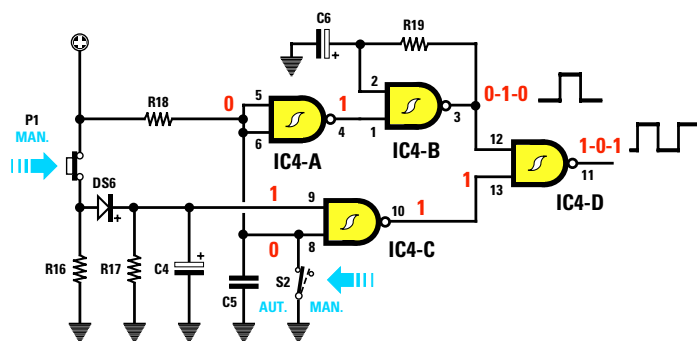 C6
R19
+
P1
MAN.
R18
0
5
6
1
4
IC4-A
2
1
3
IC4-B
0-1-0
12
13
1
1-0-1
11
IC4-D
DS6
+
1
9
8
10
1
IC4-C
0
R16
R17
C4
+
C5
S2
AUT.
MAN.